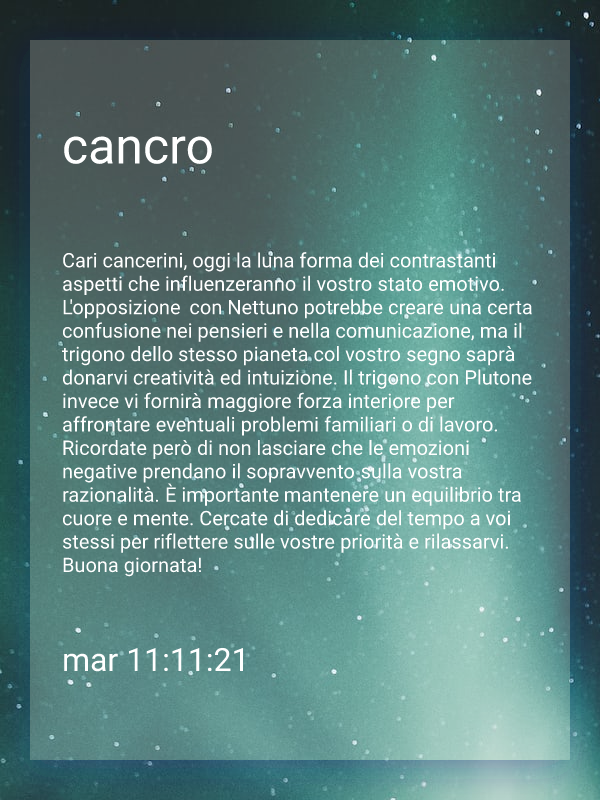 cancro
Cari cancerini, oggi la luna forma dei contrastanti
aspetti che influenzeranno il vostro stato emotivo.
L'opposizione  con Nettuno potrebbe creare una certa
confusione nei pensieri e nella comunicazione, ma il
trigono dello stesso pianeta col vostro segno saprà
donarvi creatività ed intuizione. Il trigono con Plutone
invece vi fornirà maggiore forza interiore per
affrontare eventuali problemi familiari o di lavoro.
Ricordate però di non lasciare che le emozioni
negative prendano il sopravvento sulla vostra
razionalità. È importante mantenere un equilibrio tra
cuore e mente. Cercate di dedicare del tempo a voi
stessi per riflettere sulle vostre priorità e rilassarvi.
Buona giornata!
mar 11:11:21